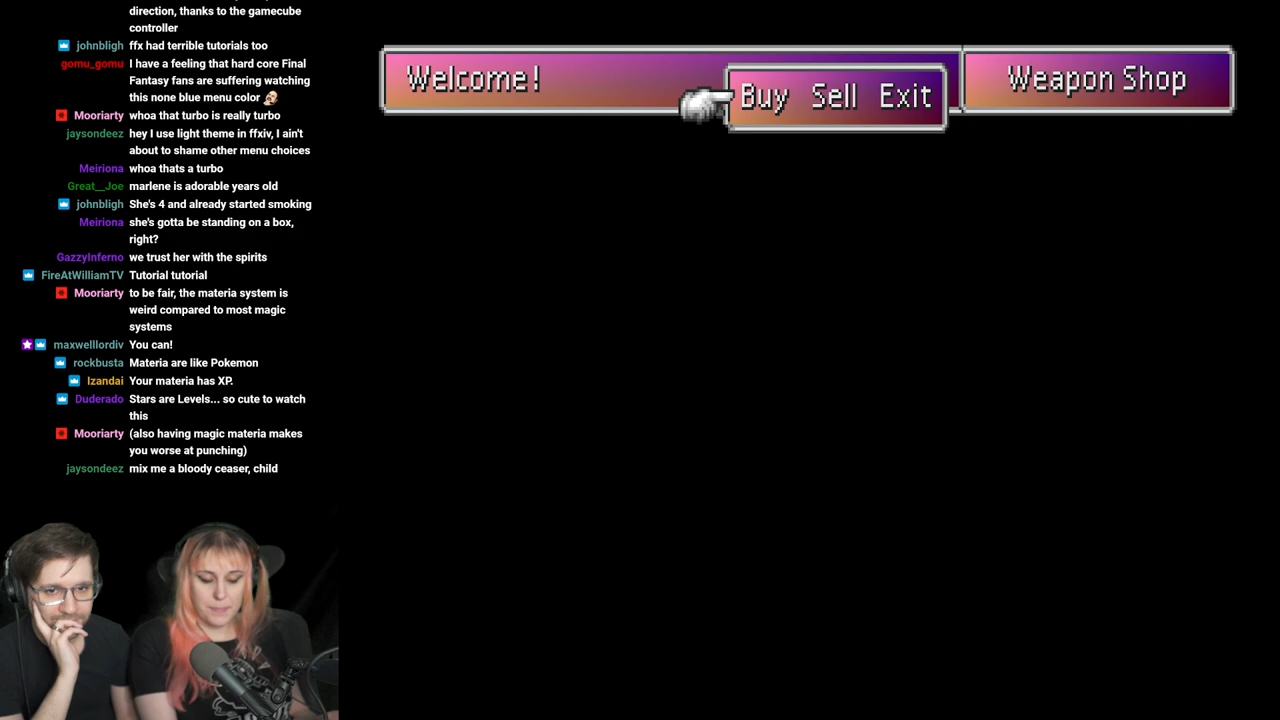 direction, thanks to the gamecube
controller
johnbligh ffx had terrible tutorials too
gomu_gomu I have a feeling that hard core Final
Fantasy fans are suffering watching
this none blue menu color
Mooriarty whoa that turbo is really turbo
jaysondeez hey I use light theme in ffxiv, I ain't
about to shame other menu choices
Meiriona whoa thats a turbo
Great__Joe marlene is adorable years old
johnbligh She's 4 and already started smoking
Meiriona she's gotta be standing on a box,
right?
GazzyInferno we trust her with the spirits
FireAtWilliamTV Tutorial tutorial
Mooriarty to be fair, the materia system is
weird compared to most magic
systems
maxwelllordiv You can!
rockbusta Materia are like Pokemon
Izandai Your materia has XP.
Duderado Stars are Levels... so cute to watch
this
Mooriarty (also having magic materia makes
you worse at punching)
jaysondeez mix me a bloody ceaser, child
Welcome!
Buy Sell Exit
Weapon Shop